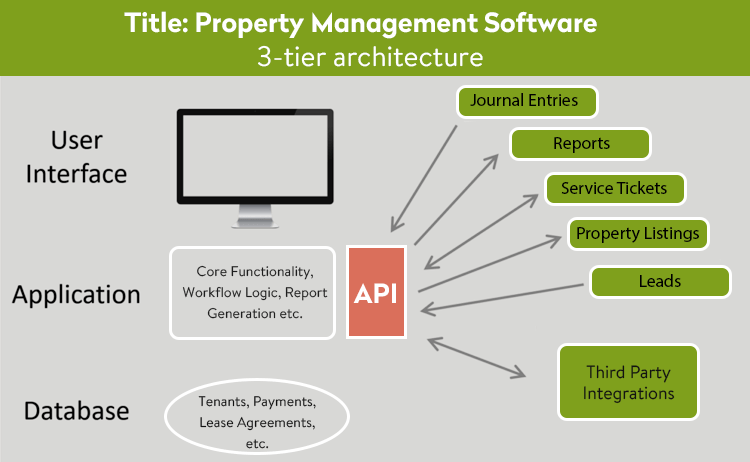 Title: Property Management Software
3-tier architecture
Journal Entries
User
Interface
Reports
Service Tickets
Property Listings
Application
Core Functionality,
Workflow Logic, Report
Generation etc.
API
Leads
Third Party
Integrations
Database
Tenants, Payments,
Lease Agreements,
etc.